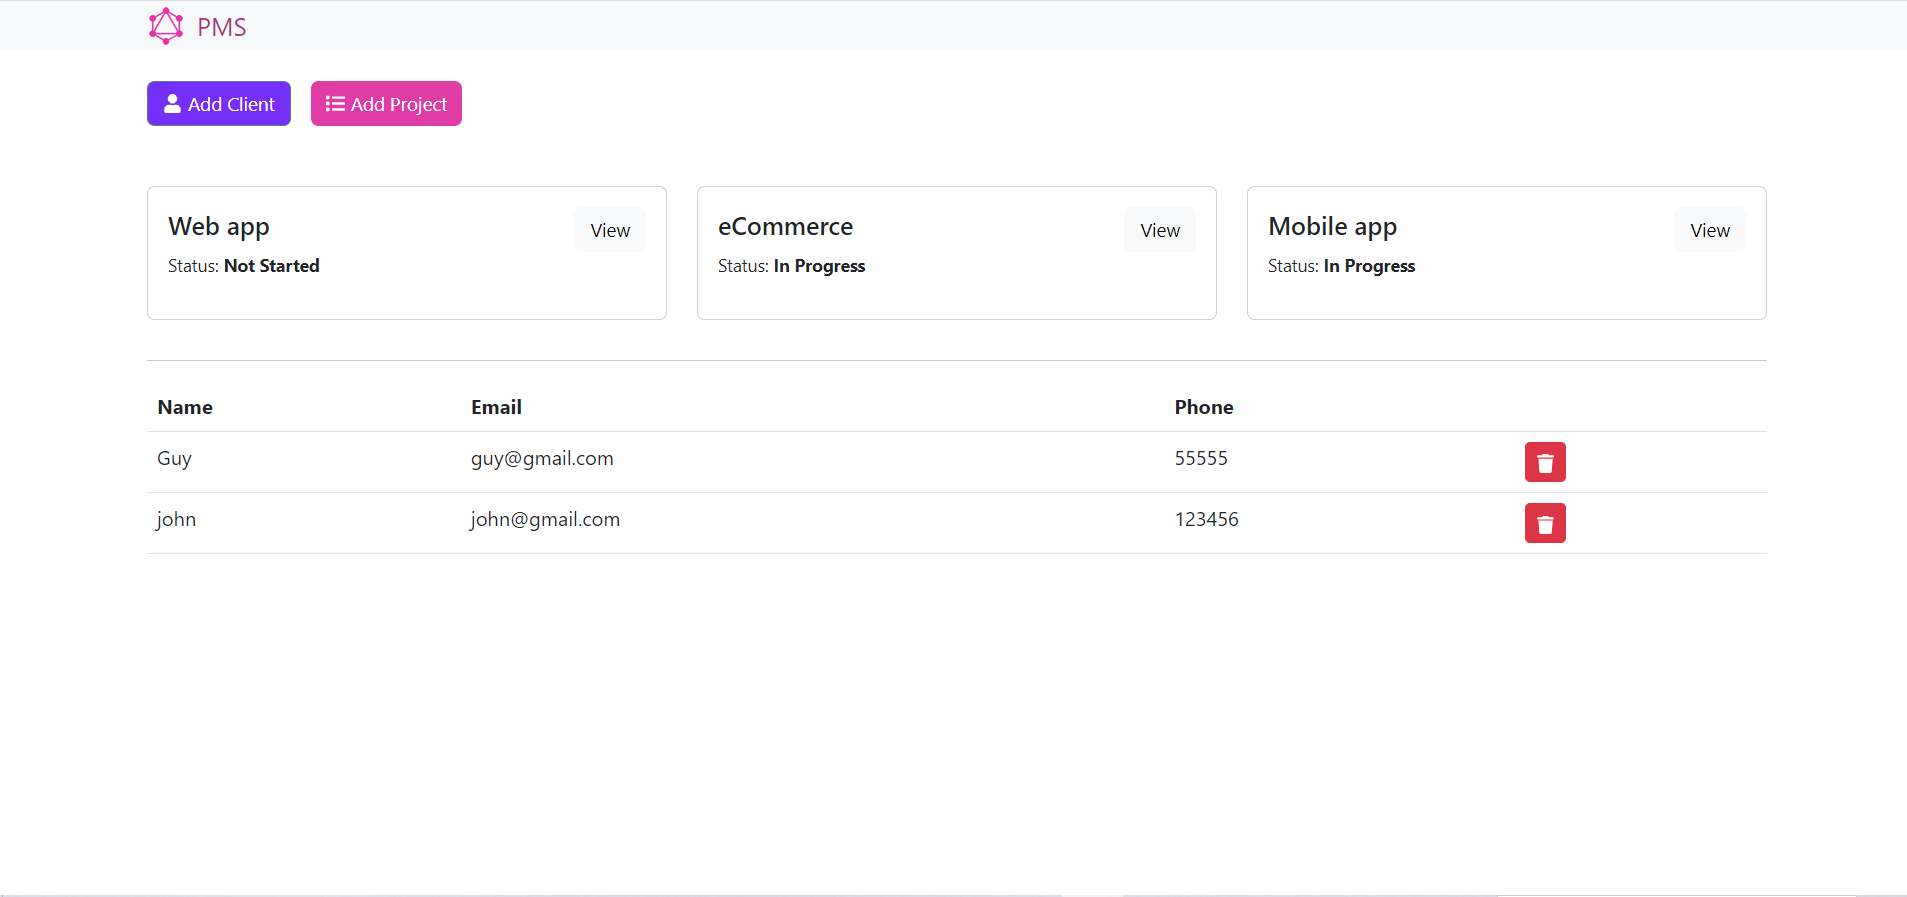 PMS
Add Client Add Project
Web app View
Status: Not Started
eCommerce View
Status: In Progress
Mobile app View
Status: In Progress
Name Email Phone
Guy guy@gmail.com 55555
john john@gmail.com 123456